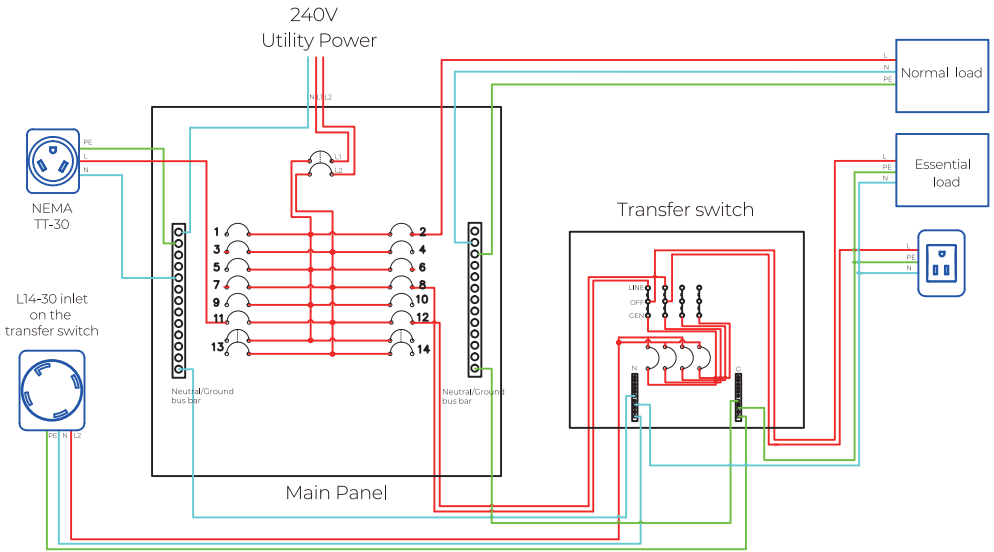 240V
Utility Power
N L1 L2
L
N
PE
Normal load
PE
L
N
NEMA
TT-30
L1
L2
L
PE
N
Essential
load
Transfer switch
1
2
3
4
5
6
7
8
9
10
11
12
13
14
L
PE
N
LINE
OFF
GEN
L14-30 inlet
on the
transfer switch
N
G
Neutral/Ground
bus bar
Neutral/Ground
bus bar
PE N L2
Main Panel